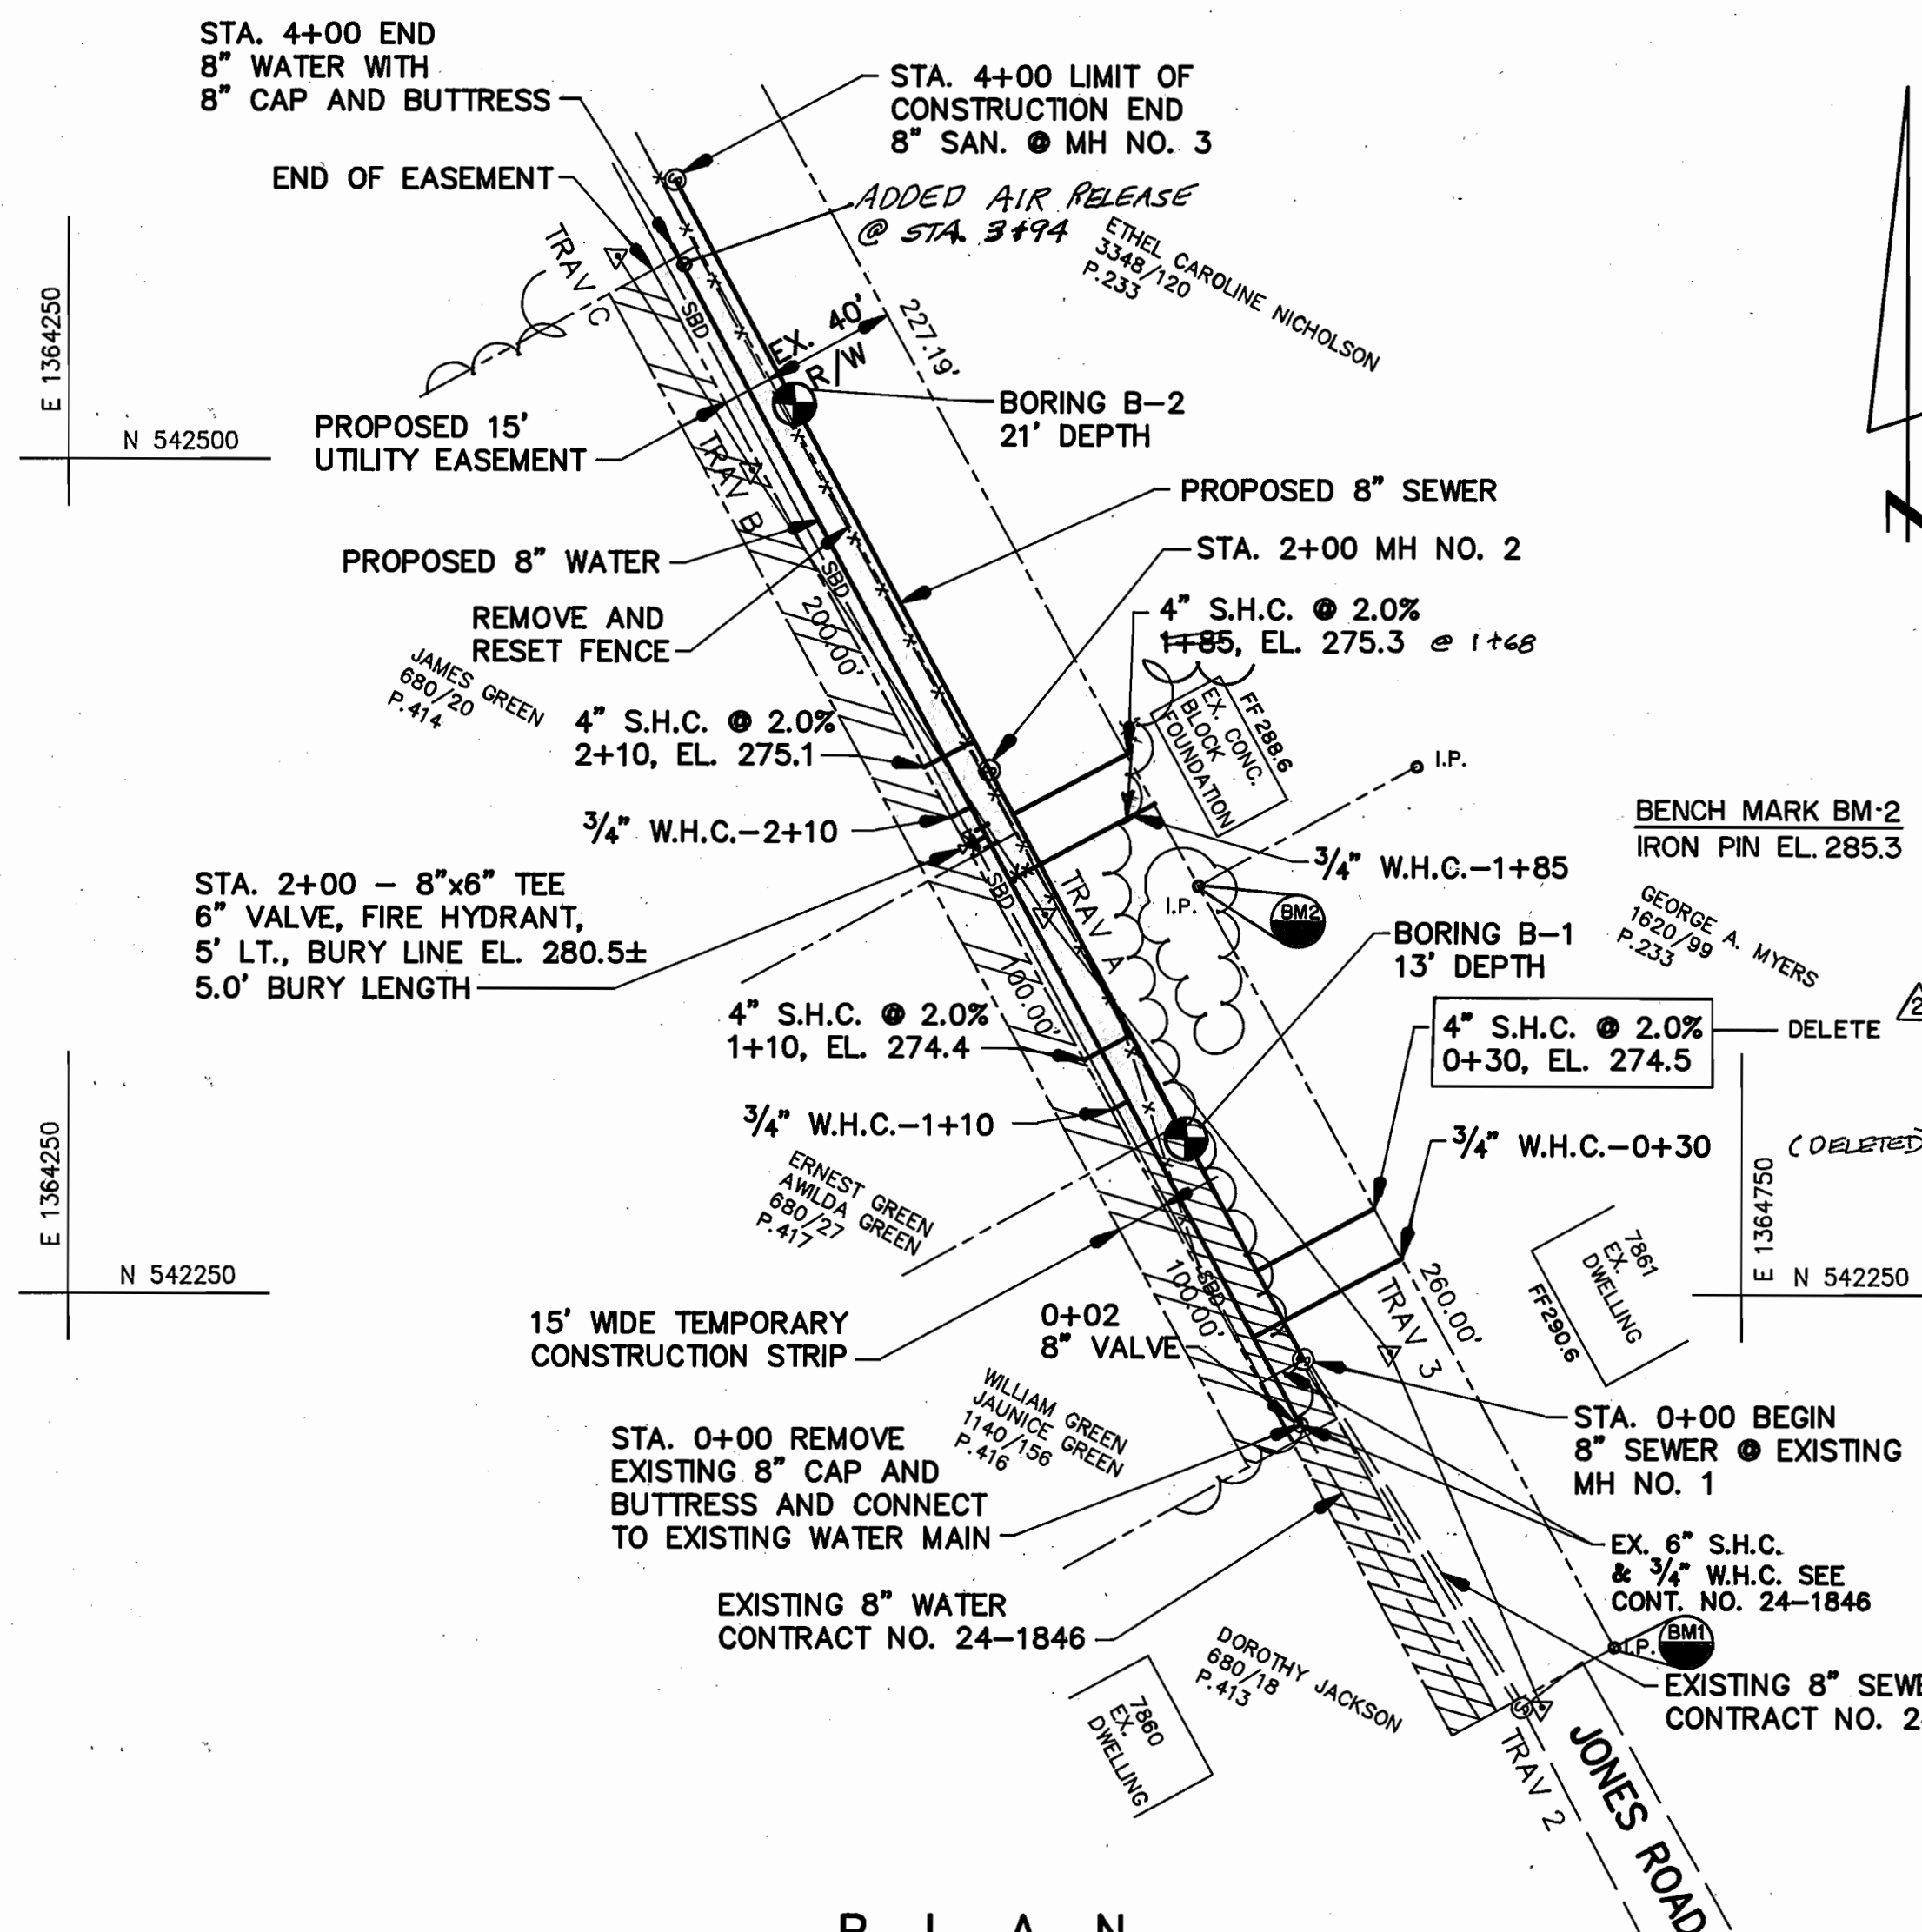 STA. 4+00 END
8" WATER WITH
8" CAP AND BUTTRESS
STA. 4+00 LIMIT OF
CONSTRUCTION END
8" SAN. @ MH NO. 3
END OF EASEMENT
ADDED AIR RELEASE
@ STA. 3+94
ETHEL CAROLINE NICHOLSON
3348/120
P.233
TRAV C
SBD
EX. 40'
R/W
227.19'
E 1364250
N 542500
PROPOSED 15'
UTILITY EASEMENT
BORING B-2
21' DEPTH
TRAV B
PROPOSED 8" SEWER
PROPOSED 8" WATER
STA. 2+00 MH NO. 2
SBD
200.00'
REMOVE AND
RESET FENCE
4" S.H.C. @ 2.0%
1+85, EL. 275.3 @ 1+68
JAMES GREEN
680/20
P.414
4" S.H.C. @ 2.0%
2+10, EL. 275.1
FF 288.6
EX. CONC.
BLOCK
FOUNDATION
I.P.
3/4" W.H.C.-2+10
BENCH MARK BM-2
IRON PIN EL. 285.3
3/4" W.H.C.-1+85
STA. 2+00 - 8"x6" TEE
6" VALVE, FIRE HYDRANT,
5' LT., BURY LINE EL. 280.5±
5.0' BURY LENGTH
SBD
TRAV A
I.P.
BM2
GEORGE A. MYERS
1620/99
P.233
BORING B-1
13' DEPTH
100.00'
4" S.H.C. @ 2.0%
1+10, EL. 274.4
4" S.H.C. @ 2.0%
0+30, EL. 274.5
DELETE
2
3/4" W.H.C.-1+10
3/4" W.H.C.-0+30
(DELETED
E 1364250
N 542250
ERNEST GREEN
AWILDA GREEN
680/27
P.417
E 1364750
N 542250
7861
EX.
DWELLING
FF290.6
SBD
100.00'
260.00'
TRAV 3
15' WIDE TEMPORARY
CONSTRUCTION STRIP
0+02
8" VALVE
WILLIAM GREEN
JAUNICE GREEN
1140/156
P.416
STA. 0+00 REMOVE
EXISTING 8" CAP AND
BUTTRESS AND CONNECT
TO EXISTING WATER MAIN
STA. 0+00 BEGIN
8" SEWER @ EXISTING
MH NO. 1
EX. 6" S.H.C.
& 3/4" W.H.C. SEE
CONT. NO. 24-1846
EXISTING 8" WATER
CONTRACT NO. 24-1846
I.P.
BM1
DOROTHY JACKSON
680/18
P.413
EXISTING 8" SEWE
CONTRACT NO. 2
7860
EX.
DWELLING
TRAV 2
JONES ROAD
PLAN